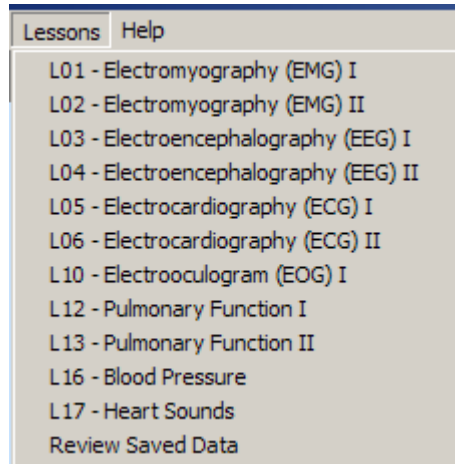 Lessons Help
L01 - Electromyography (EMG) I
L02 - Electromyography (EMG) II
L03 - Electroencephalography (EEG) I
L04 - Electroencephalography (EEG) II
L05 - Electrocardiography (ECG) I
L06 - Electrocardiography (ECG) II
L10 - Electrooculogram (EOG) I
L12 - Pulmonary Function I
L13 - Pulmonary Function II
L16 - Blood Pressure
L17 - Heart Sounds
Review Saved Data